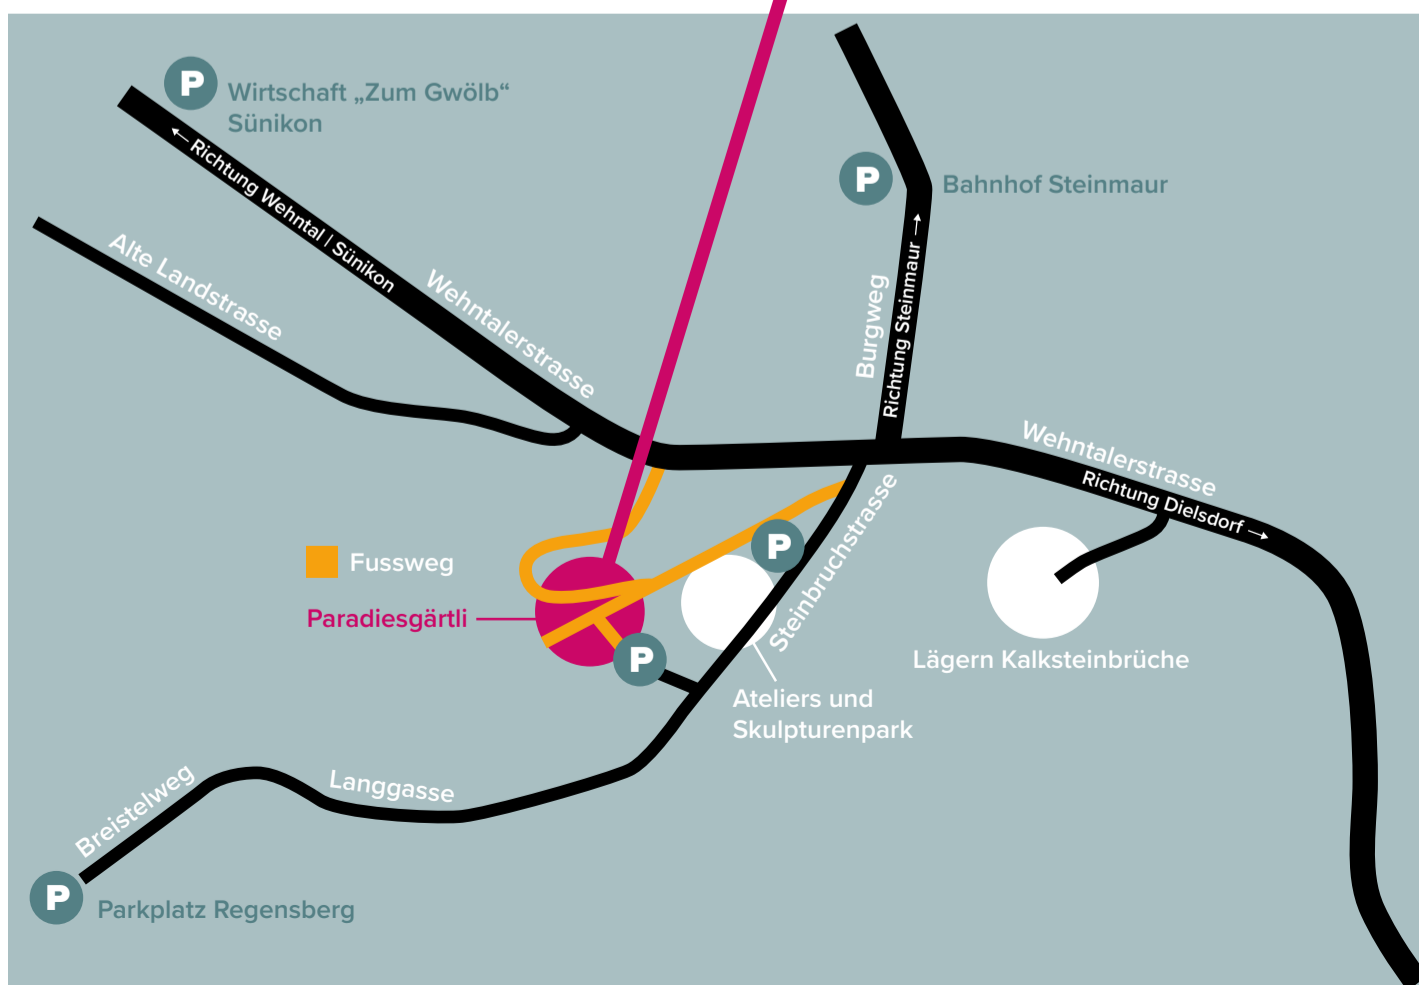 P
Wirtschaft „Zum Gwölb“
Sünikon
← Richtung Wehntal | Sünikon
Wehntalerstrasse
Alte Landstrasse
P
Bahnhof Steinmaur
Burgweg
Richtung Steinmaur →
Wehntalerstrasse
Richtung Dielsdorf →
Steinbruchstrasse
P
Fussweg
Paradiesgärtli
P
Lägern Kalksteinbrüche
Ateliers und
Skulpturenpark
Langgasse
Breistelweg
P
Parkplatz Regensberg